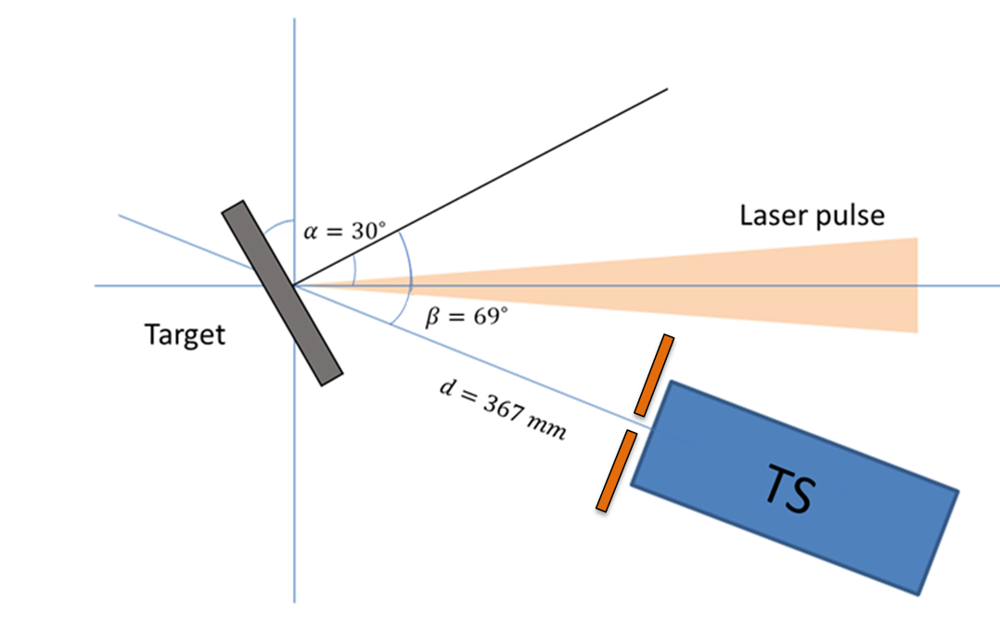 Laser pulse
α = 30°
β = 69°
Target
d = 367 mm
TS